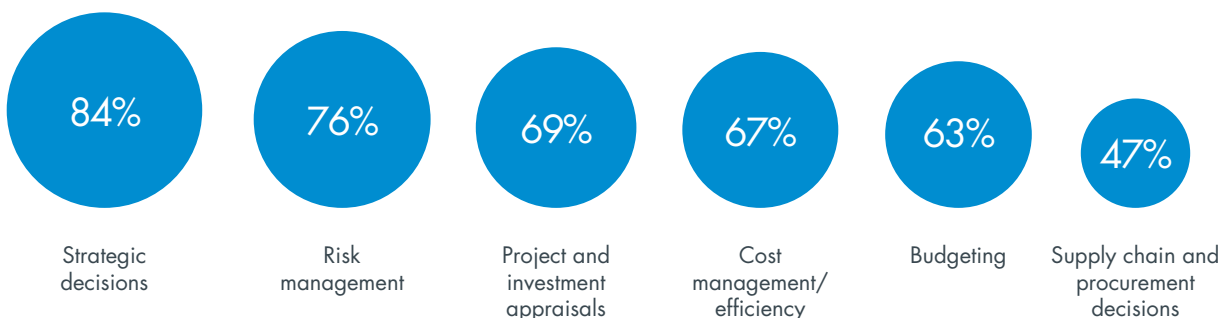 84%
76%
69%
67%
63%
47%
Strategic
decisions
Risk
management
Project and
investment
appraisals
Cost
management/
efficiency
Budgeting
Supply chain and
procurement
decisions